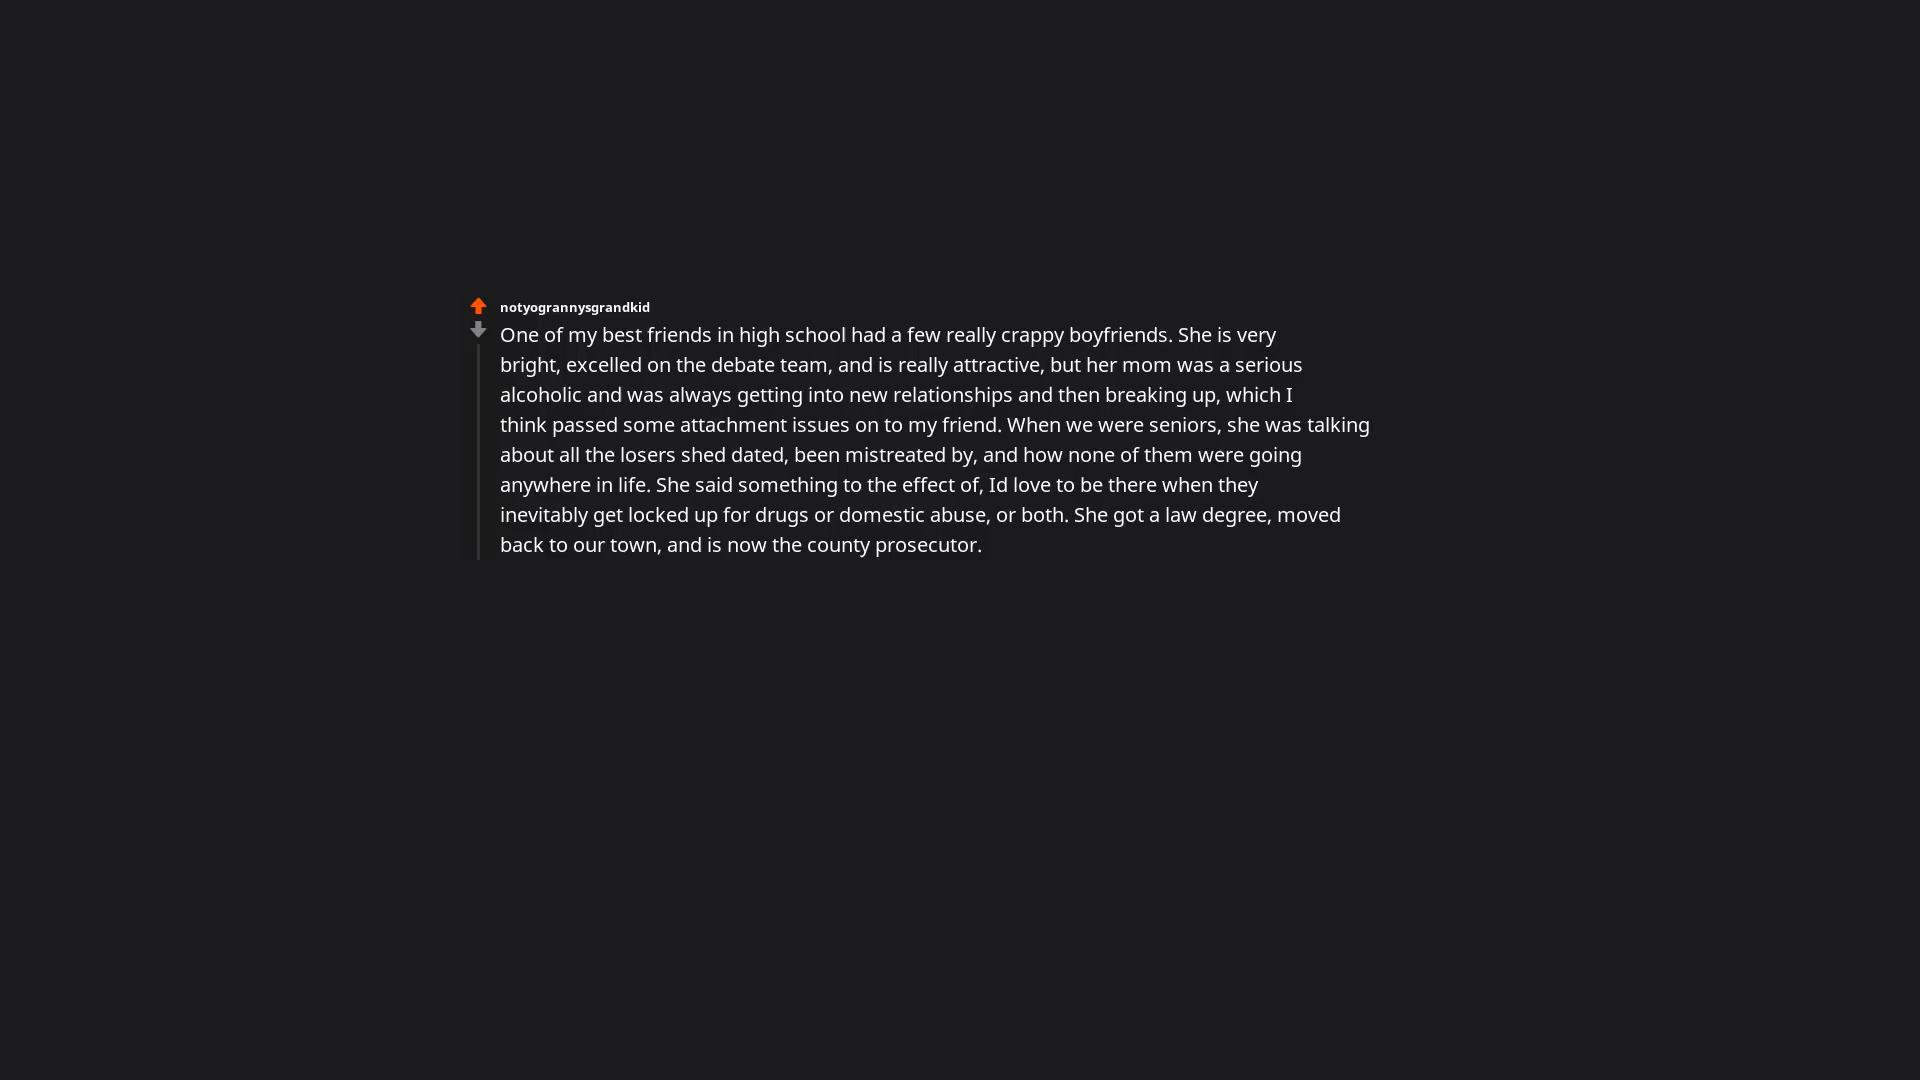 notyogrannysgrandkid
One of my best friends in high school had a few really crappy boyfriends. She is very
bright, excelled on the debate team, and is really attractive, but her mom was a serious
alcoholic and was always getting into new relationships and then breaking up, which I
think passed some attachment issues on to my friend. When we were seniors, she was talking
about all the losers shed dated, been mistreated by, and how none of them were going
anywhere in life. She said something to the effect of, Id love to be there when they
inevitably get locked up for drugs or domestic abuse, or both. She got a law degree, moved
back to our town, and is now the county prosecutor.